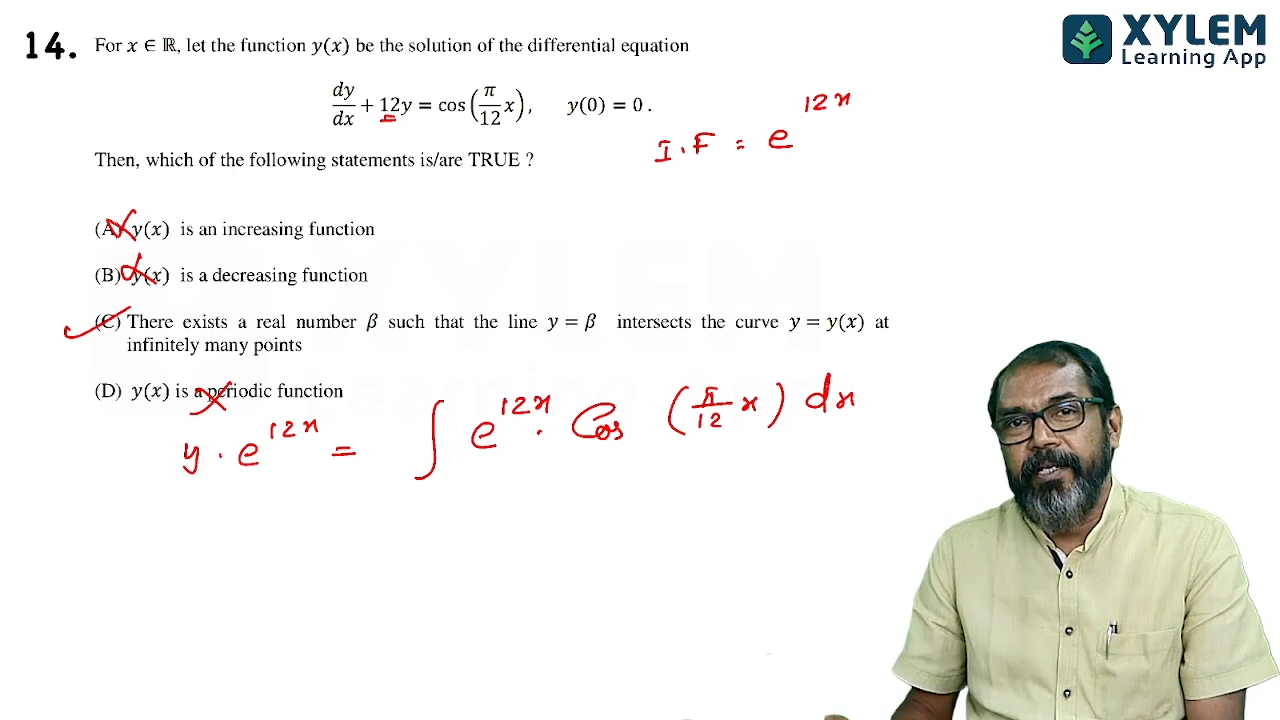 14. For x ∈ ℝ, let the function y(x) be the solution of the differential equation
XYLEM
Learning App
dy/dx + 12y = cos(π/12 x), y(0) = 0 .
12x
I.F = e
Then, which of the following statements is/are TRUE ?
(A) y(x) is an increasing function
(B) y(x) is a decreasing function
(C) There exists a real number β such that the line y = β intersects the curve y = y(x) at
infinitely many points
(D) y(x) is a periodic function
y . e^12x = ∫ e^12x . Cos (π/12 x) dx
XYLEM
Learning App